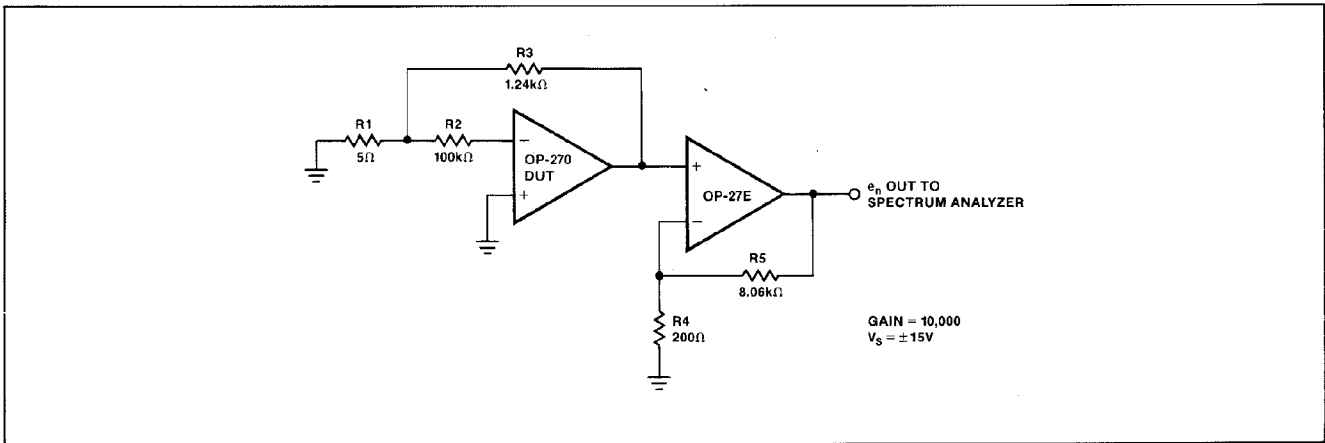 R3
1.24kΩ
R1
5Ω
R2
100kΩ
−
OP-270
DUT
+
+
OP-27E
−
eₙ OUT TO
SPECTRUM ANALYZER
R5
8.06kΩ
R4
200Ω
GAIN = 10,000
V_S = ±15V